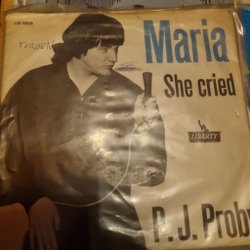 Maria
She cried
LIBERTY
P. J. Proby